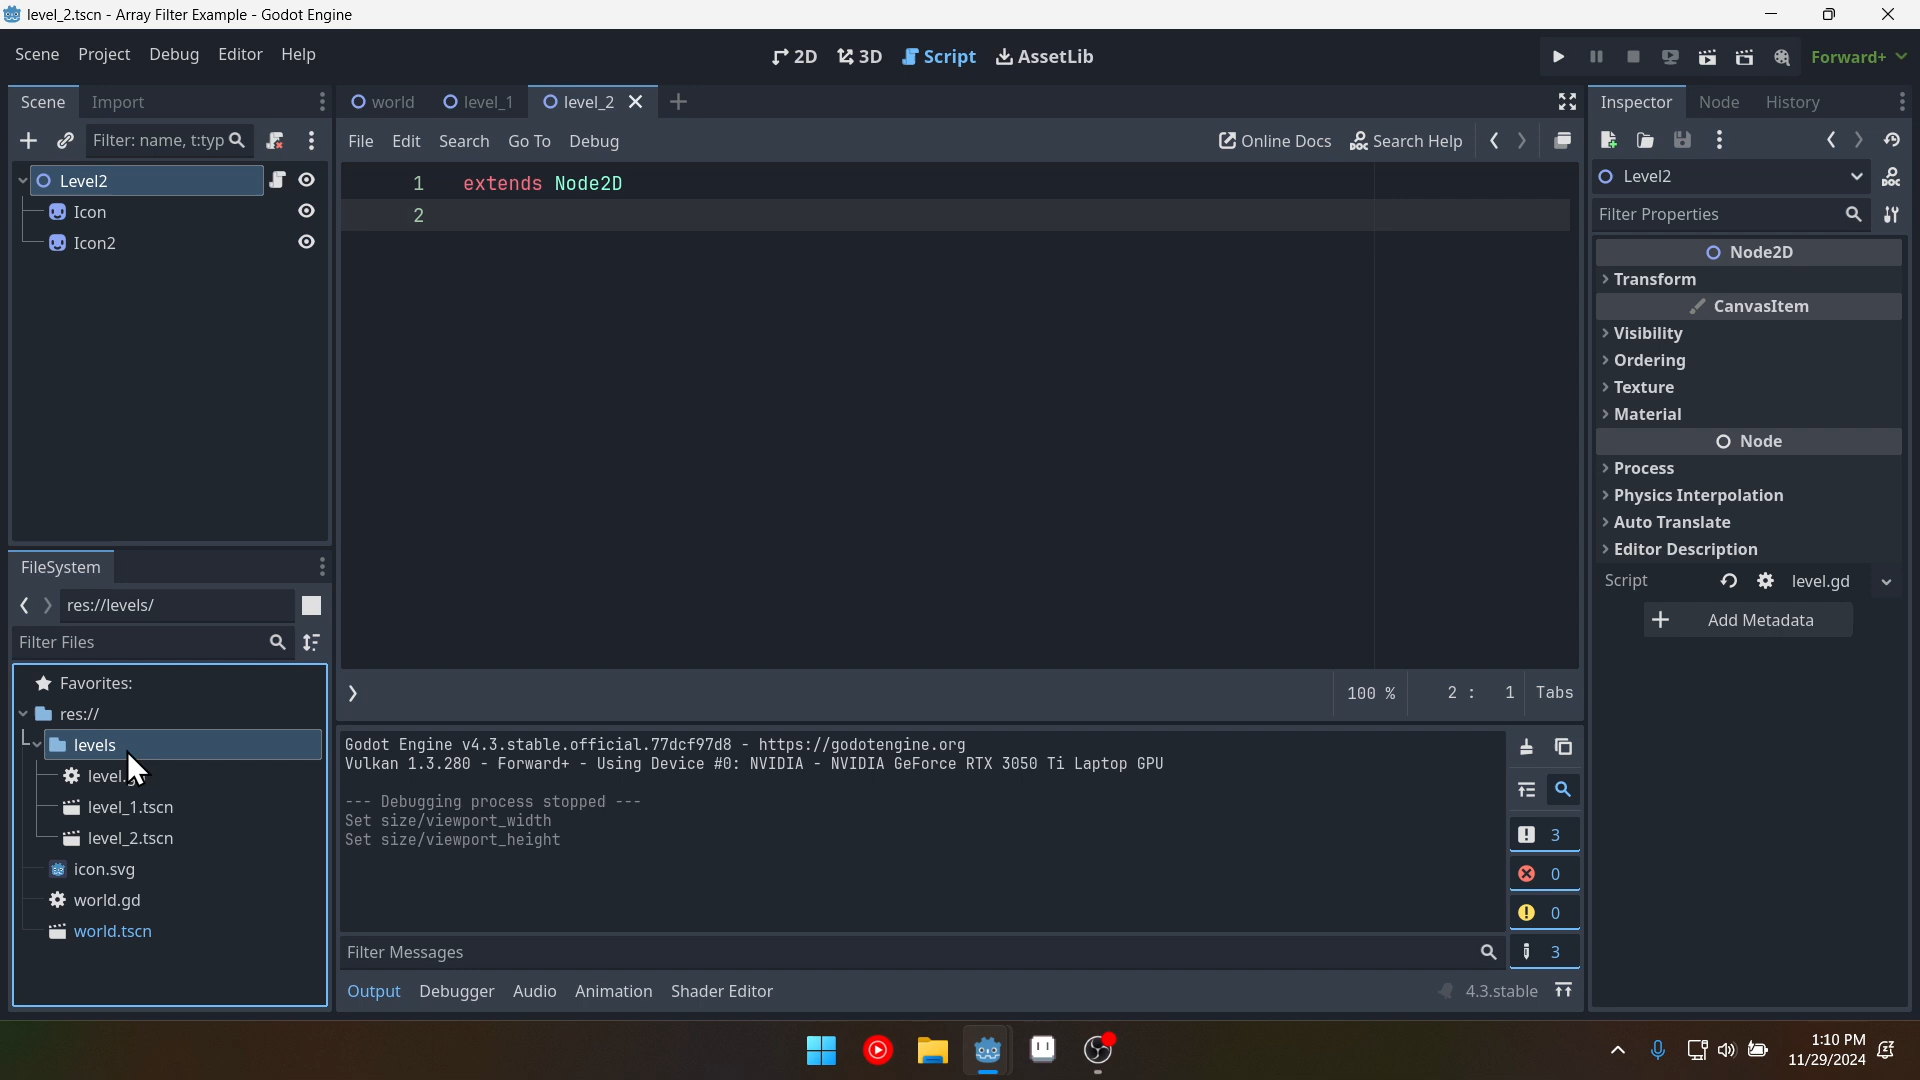 level_2.tscn - Array Filter Example - Godot Engine
Scene Project Debug Editor Help
2D 3D Script AssetLib
Forward+
Scene Import
Filter: name, t:typ
Level2
Icon
Icon2
world level_1 level_2
File Edit Search Go To Debug
Online Docs Search Help
1 extends Node2D
2
100 % 2 : 1 Tabs
FileSystem
res://levels/
Filter Files
Favorites:
res://
levels
level.
level_1.tscn
level_2.tscn
icon.svg
world.gd
world.tscn
Godot Engine v4.3.stable.official.77dcf97d8 - https://godotengine.org
Vulkan 1.3.280 - Forward+ - Using Device #0: NVIDIA - NVIDIA GeForce RTX 3050 Ti Laptop GPU
--- Debugging process stopped ---
Set size/viewport_width
Set size/viewport_height
3
0
0
3
Filter Messages
Output Debugger Audio Animation Shader Editor
4.3.stable
Inspector Node History
Level2
Filter Properties
Node2D
Transform
CanvasItem
Visibility
Ordering
Texture
Material
Node
Process
Physics Interpolation
Auto Translate
Editor Description
Script level.gd
Add Metadata
1:10 PM
11/29/2024